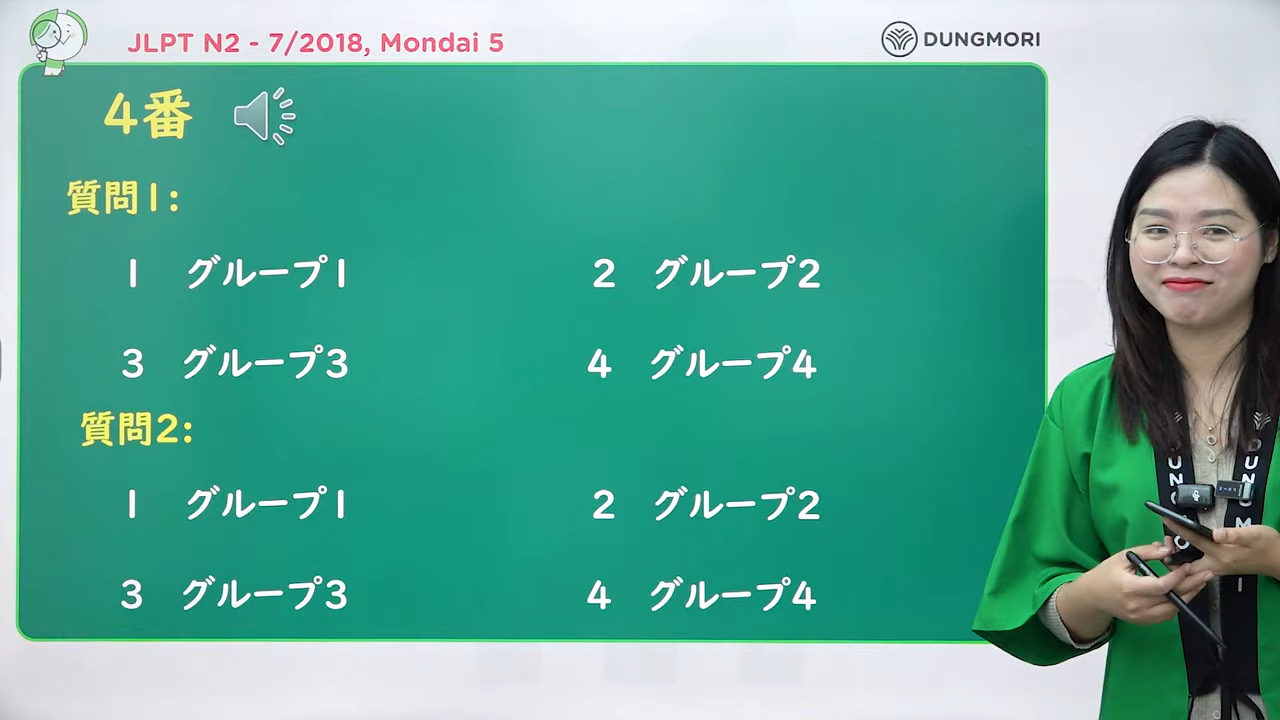 JLPT N2 - 7/2018, Mondai 5
DUNGMORI
4番
質問1:
1 グループ1
2 グループ2
3 グループ3
4 グループ4
質問2:
1 グループ1
2 グループ2
3 グループ3
4 グループ4